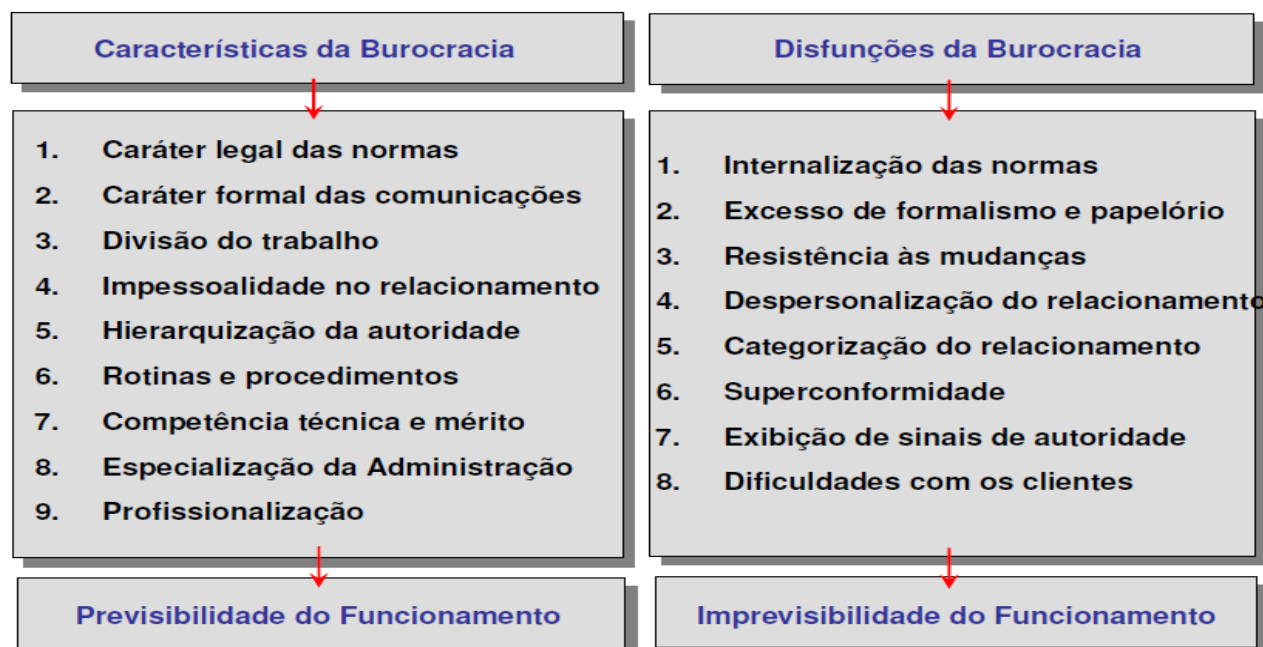 Características da Burocracia
1. Caráter legal das normas
2. Caráter formal das comunicações
3. Divisão do trabalho
4. Impessoalidade no relacionamento
5. Hierarquização da autoridade
6. Rotinas e procedimentos
7. Competência técnica e mérito
8. Especialização da Administração
9. Profissionalização
Previsibilidade do Funcionamento
Disfunções da Burocracia
1. Internalização das normas
2. Excesso de formalismo e papelório
3. Resistência às mudanças
4. Despersonalização do relacionamento
5. Categorização do relacionamento
6. Superconformidade
7. Exibição de sinais de autoridade
8. Dificuldades com os clientes
Imprevisibilidade do Funcionamento